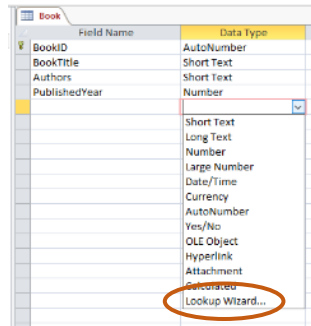 Book
Field Name Data Type
BookID AutoNumber
BookTitle Short Text
Authors Short Text
PublishedYear Number
Short Text
Long Text
Number
Large Number
Date/Time
Currency
AutoNumber
Yes/No
OLE Object
Hyperlink
Attachment
Calculated
Lookup Wizard...